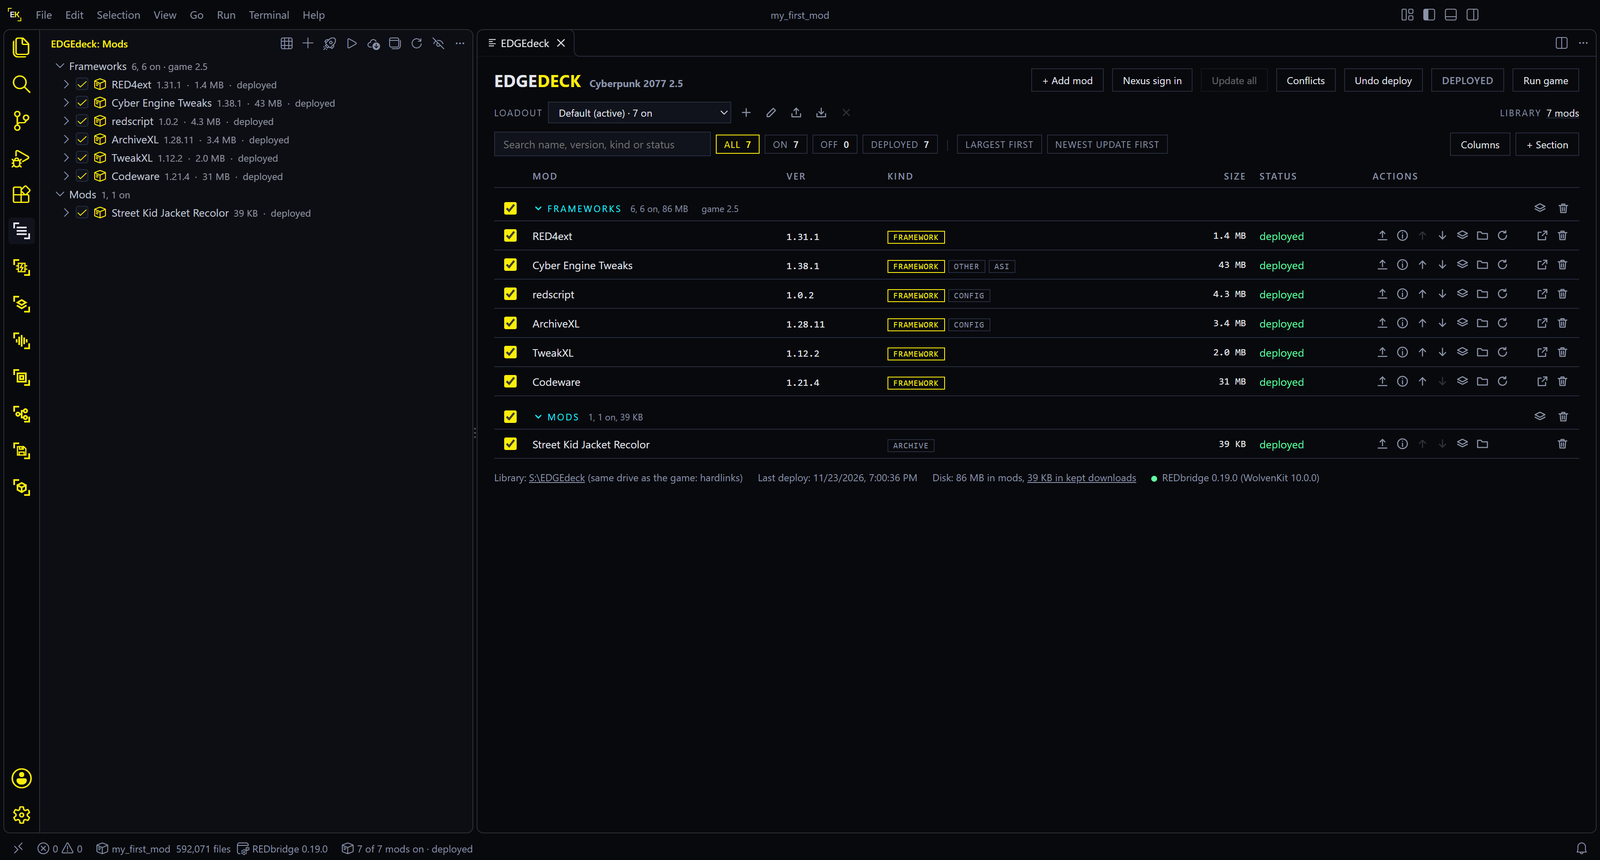 EK File Edit Selection View Go Run Terminal Help
my_first_mod
EDGEdeck: Mods
Frameworks 6, 6 on · game 2.5
RED4ext 1.31.1 · 1.4 MB · deployed
Cyber Engine Tweaks 1.38.1 · 43 MB · deployed
redscript 1.0.2 · 4.3 MB · deployed
ArchiveXL 1.28.11 · 3.4 MB · deployed
TweakXL 1.12.2 · 2.0 MB · deployed
Codeware 1.21.4 · 31 MB · deployed
Mods 1, 1 on
Street Kid Jacket Recolor 39 KB · deployed
EDGEdeck
EDGEDECK Cyberpunk 2077 2.5
+ Add mod Nexus sign in Update all Conflicts Undo deploy DEPLOYED Run game
LOADOUT Default (active) · 7 on
LIBRARY 7 mods
Search name, version, kind or status ALL 7 ON 7 OFF 0 DEPLOYED 7 LARGEST FIRST NEWEST UPDATE FIRST Columns + Section
MOD VER KIND SIZE STATUS ACTIONS
FRAMEWORKS 6, 6 on, 86 MB game 2.5
RED4ext 1.31.1 FRAMEWORK 1.4 MB deployed
Cyber Engine Tweaks 1.38.1 FRAMEWORK OTHER ASI 43 MB deployed
redscript 1.0.2 FRAMEWORK CONFIG 4.3 MB deployed
ArchiveXL 1.28.11 FRAMEWORK CONFIG 3.4 MB deployed
TweakXL 1.12.2 FRAMEWORK 2.0 MB deployed
Codeware 1.21.4 FRAMEWORK 31 MB deployed
MODS 1, 1 on, 39 KB
Street Kid Jacket Recolor ARCHIVE 39 KB deployed
Library: S:\EDGEdeck (same drive as the game: hardlinks) Last deploy: 11/23/2026, 7:00:36 PM Disk: 86 MB in mods, 39 KB in kept downloads REDbridge 0.19.0 (WolvenKit 10.0.0)
0 0 my_first_mod 592,071 files REDbridge 0.19.0 7 of 7 mods on · deployed